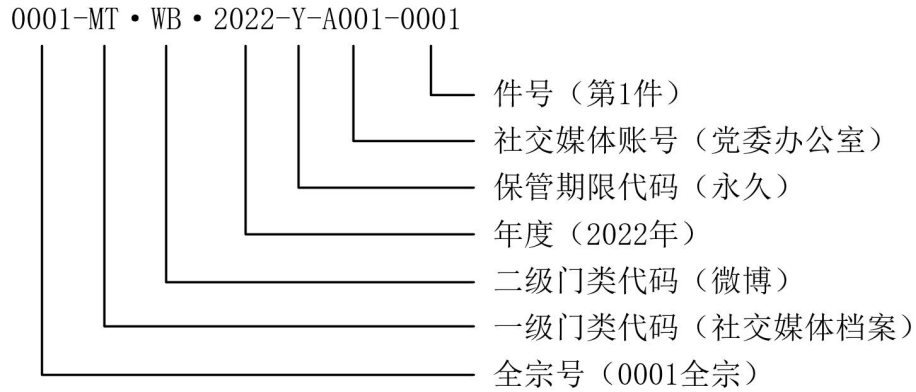 0001-MT·WB·2022-Y-A001-0001
件号（第1件）
社交媒体账号（党委办公室）
保管期限代码（永久）
年度（2022年）
二级门类代码（微博）
一级门类代码（社交媒体档案）
全宗号（0001全宗）